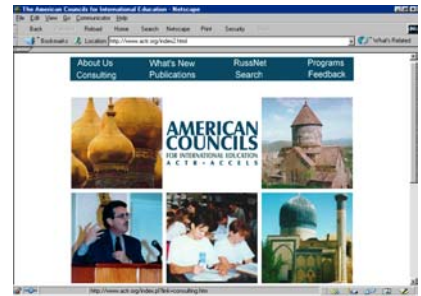 The American Councils for International Education - Netscape
File Edit View Go Communicator Help
Back Reload Home Search Netscape Print Security
Bookmarks Location: http://www.actr.org/index2.html What's Related
About Us What's New RussNet Programs
Consulting Publications Search Feedback
AMERICAN
COUNCILS
FOR INTERNATIONAL EDUCATION
ACTR • ACCELS
http://www.actr.org/index.pl?link=consulting.htm